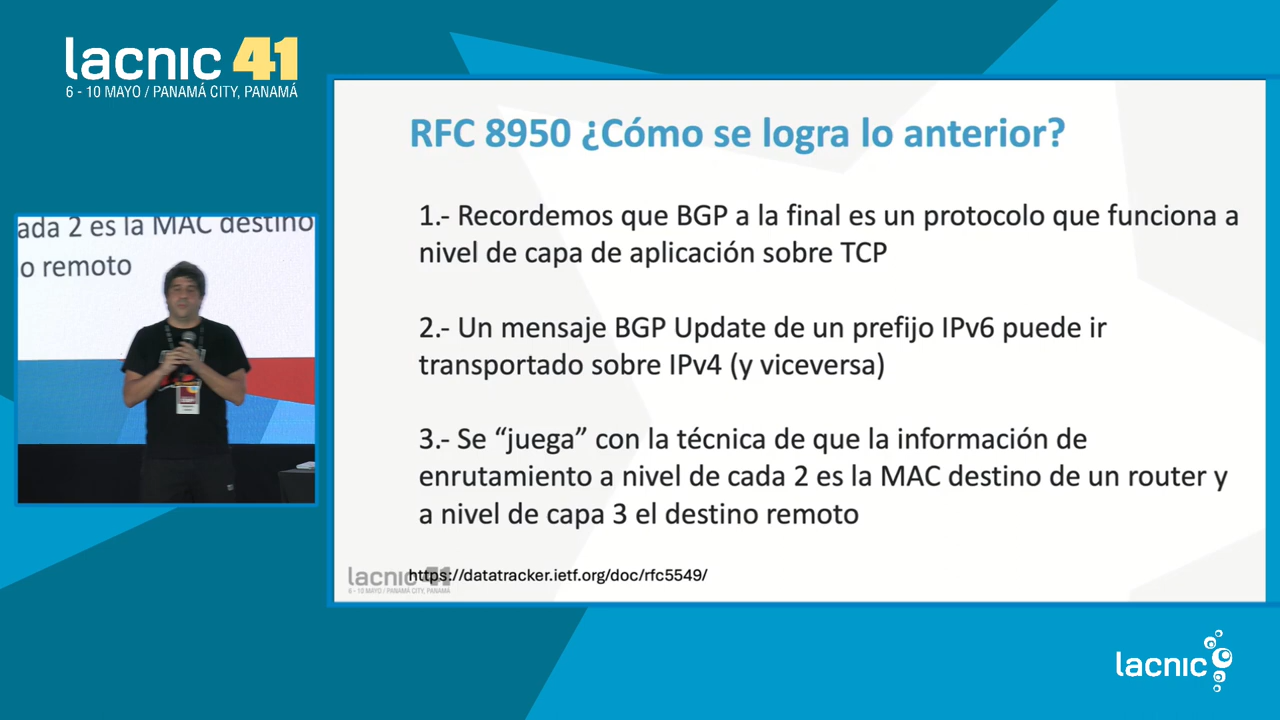 lacnic 41
6 - 10 MAYO / PANAMÁ CITY, PANAMÁ
RFC 8950 ¿Cómo se logra lo anterior?
1.- Recordemos que BGP a la final es un protocolo que funciona a
nivel de capa de aplicación sobre TCP
2.- Un mensaje BGP Update de un prefijo IPv6 puede ir
transportado sobre IPv4 (y viceversa)
3.- Se “juega” con la técnica de que la información de
enrutamiento a nivel de cada 2 es la MAC destino de un router y
a nivel de capa 3 el destino remoto
lacnic 41
6 - 10 MAYO / PANAMÁ CITY, PANAMÁ
https://datatracker.ietf.org/doc/rfc5549/
ada 2 es la MAC destino
o remoto
lacnic